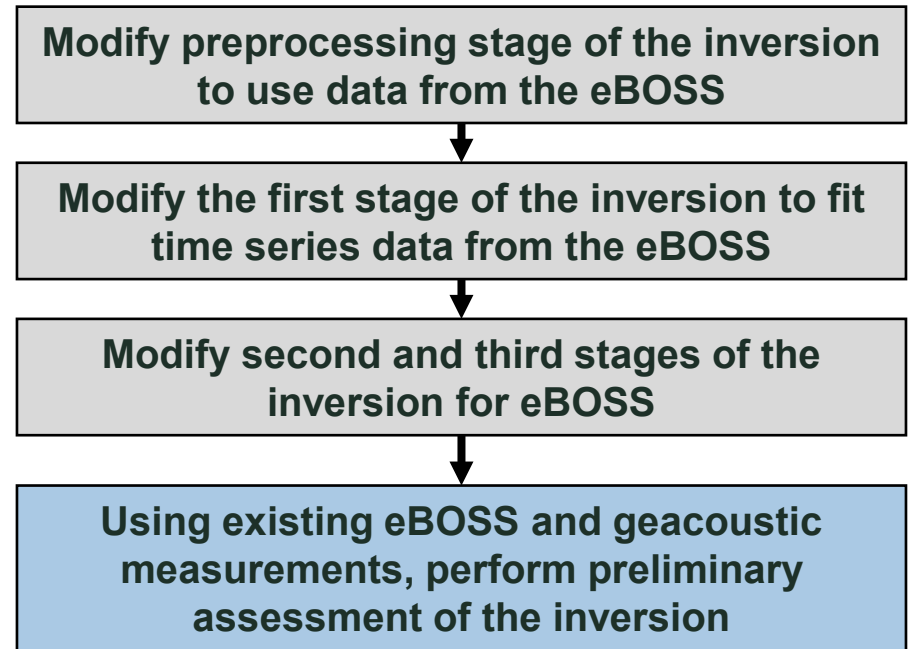 Modify preprocessing stage of the inversion
to use data from the eBOSS
Modify the first stage of the inversion to fit
time series data from the eBOSS
Modify second and third stages of the
inversion for eBOSS
Using existing eBOSS and geacoustic
measurements, perform preliminary
assessment of the inversion